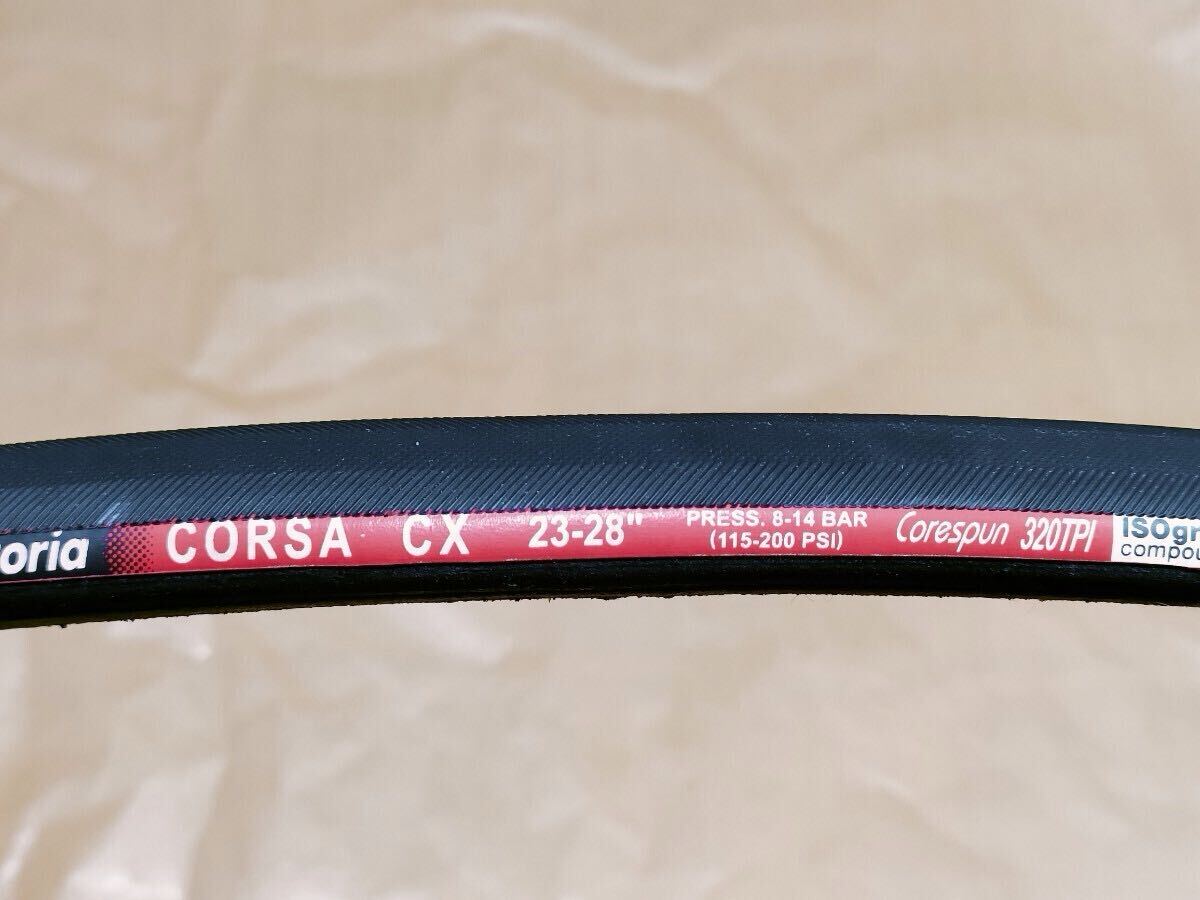 oria CORSA CX 23-28" PRESS. 8-14 BAR Corespun 320TPI ISOgr
(115-200 PSI) compou